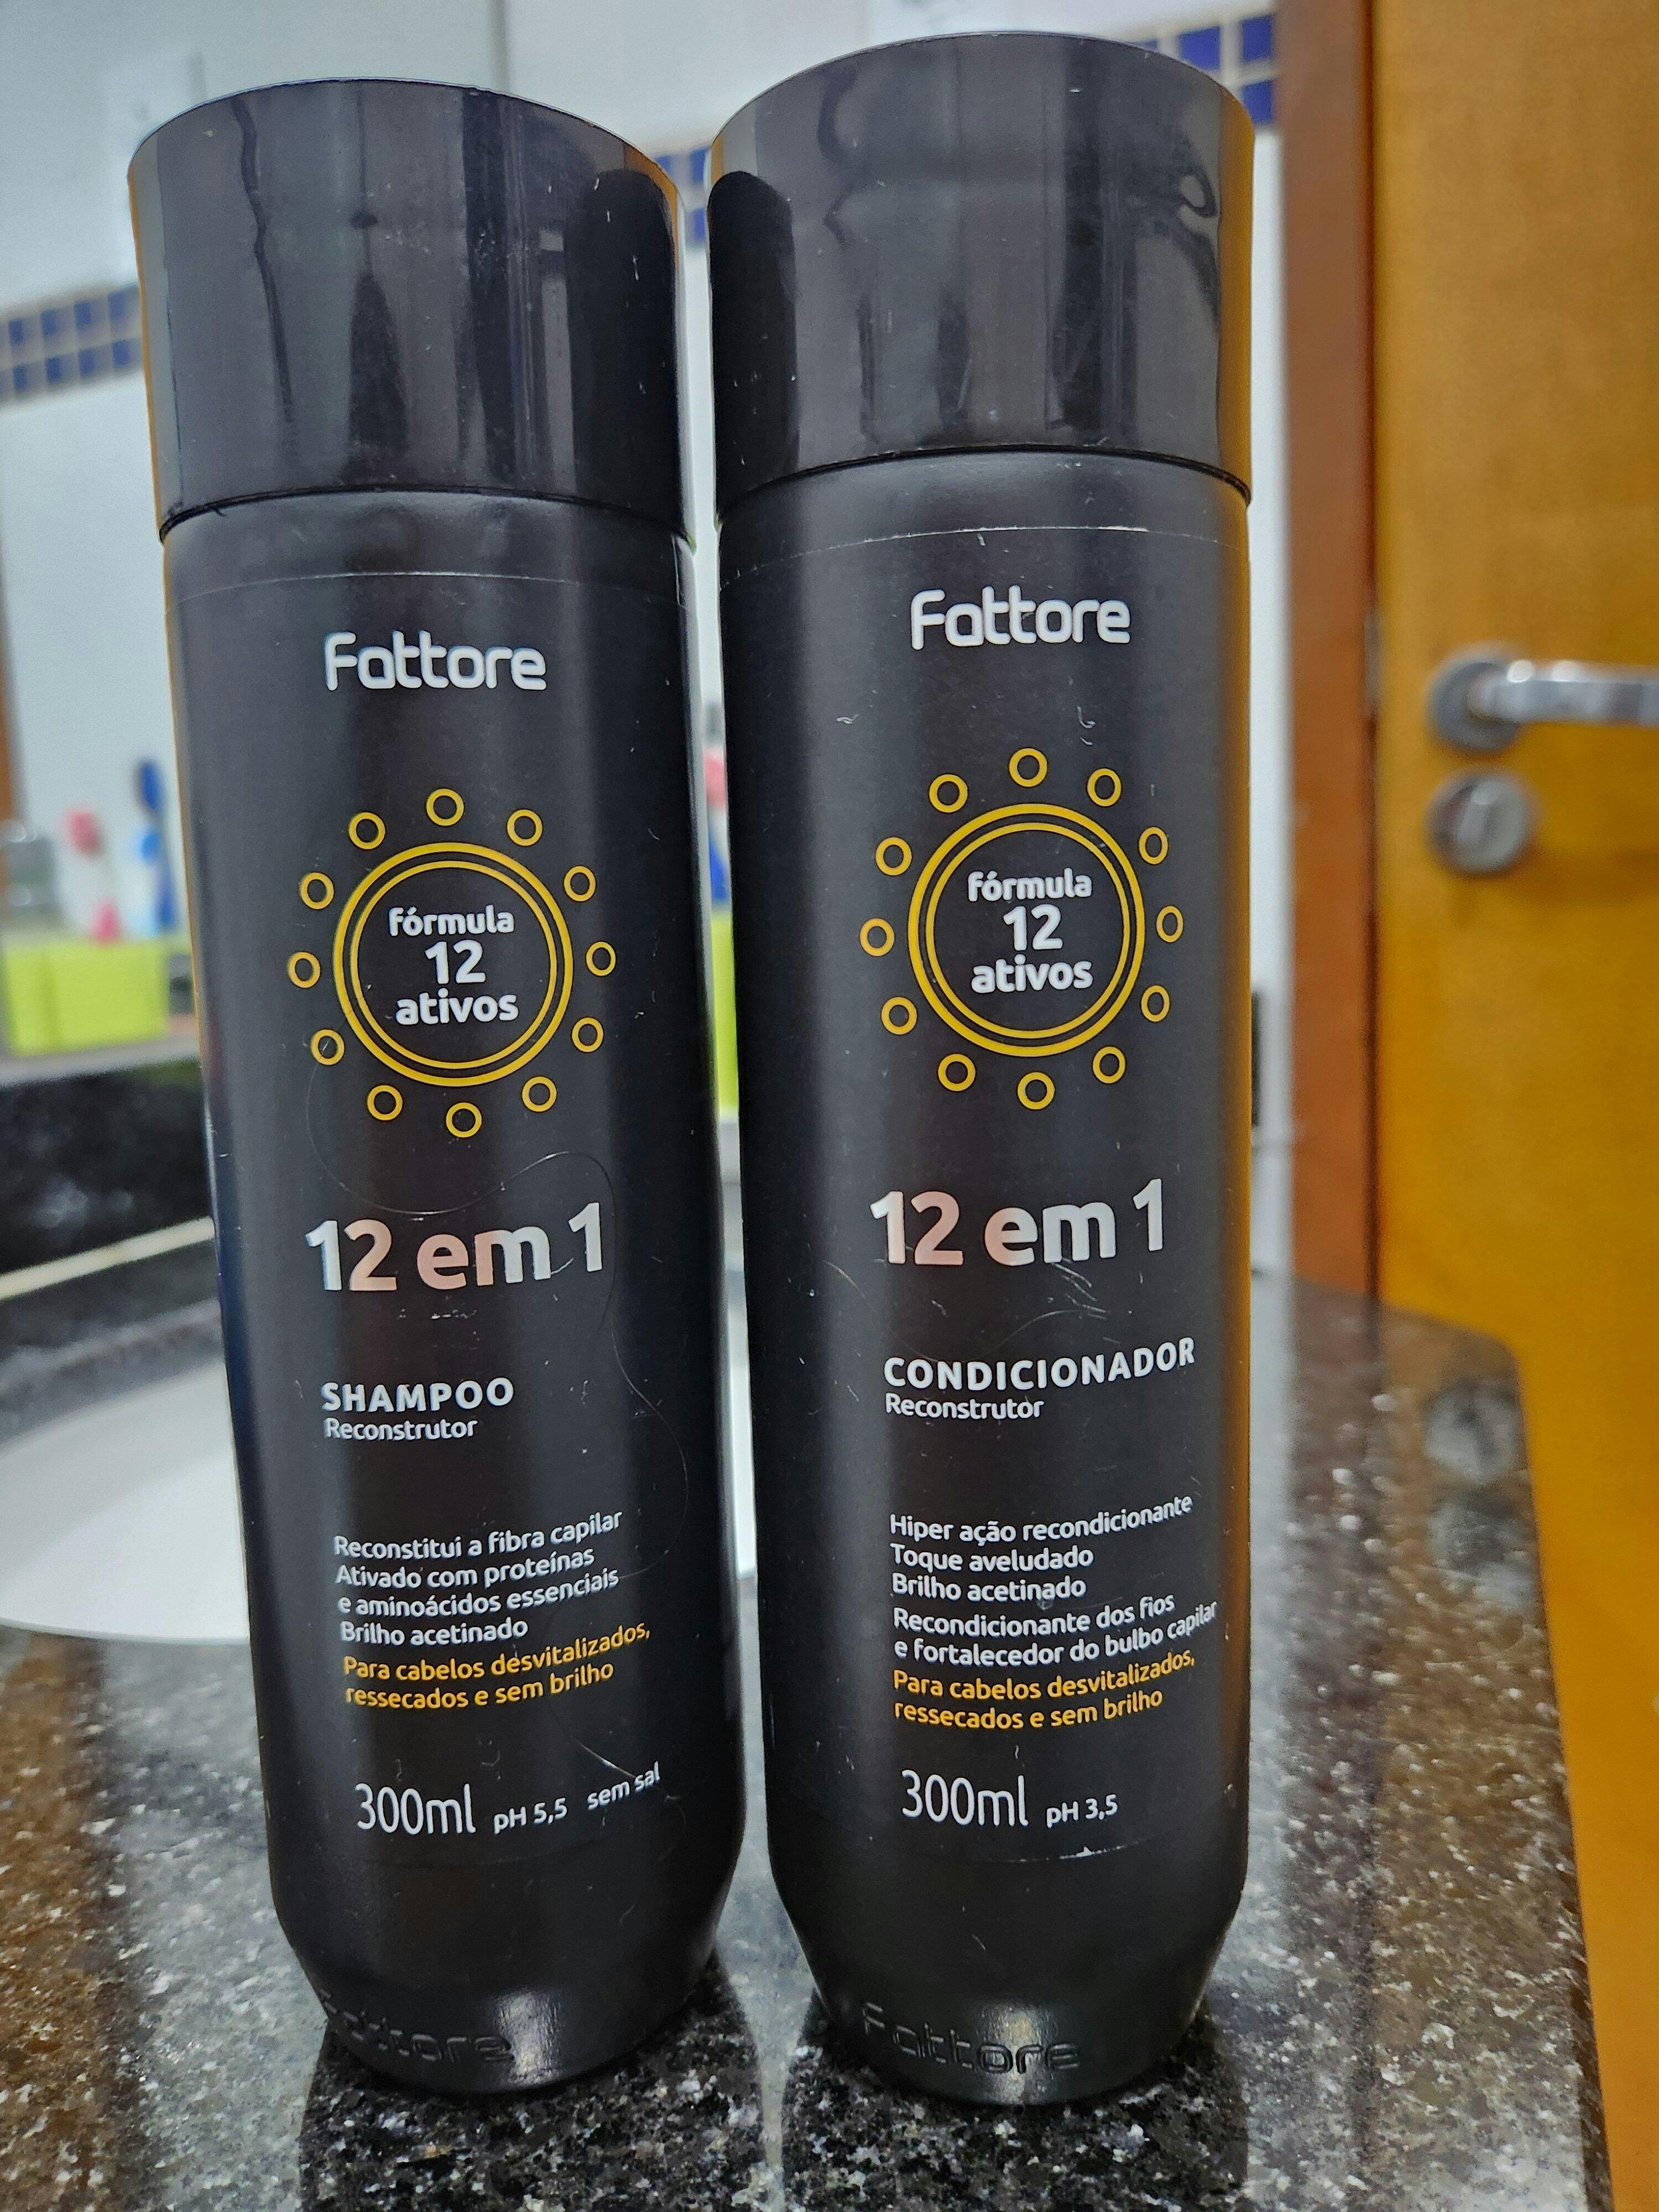 Fattore
fórmula
12
ativos
12 em 1
SHAMPOO
Reconstrutor
Reconstitui a fibra capilar
Ativado com proteínas
e aminoácidos essenciais
Brilho acetinado
Para cabelos desvitalizados,
ressecados e sem brilho
300ml pH 5,5 sem sal
Fattore
Fattore
fórmula
12
ativos
12 em 1
CONDICIONADOR
Reconstrutor
Hiper ação recondicionante
Toque aveludado
Brilho acetinado
Recondicionante dos fios
e fortalecedor do bulbo capilar
Para cabelos desvitalizados,
ressecados e sem brilho
300ml pH 3,5
Fattore